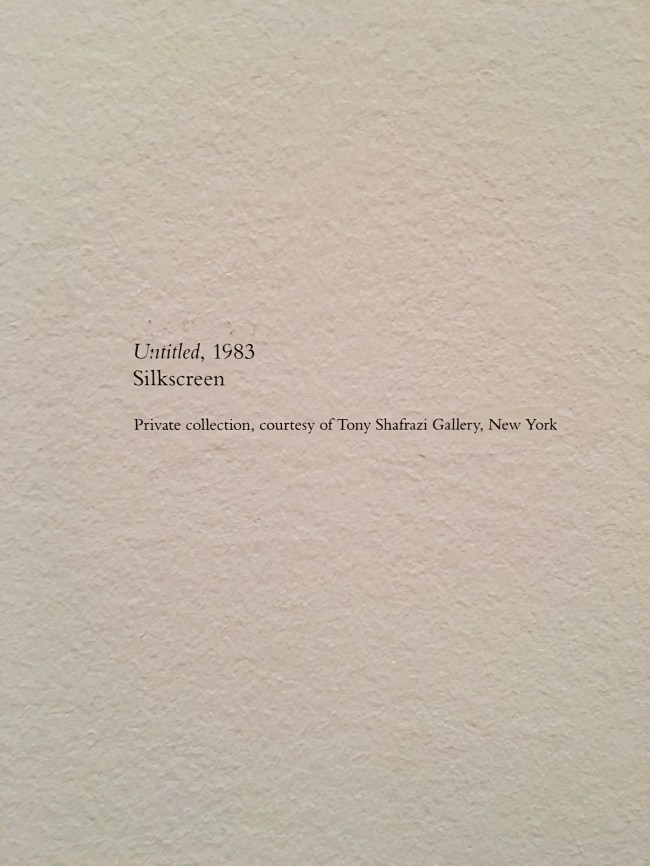 Untitled, 1983
Silkscreen
Private collection, courtesy of Tony Shafrazi Gallery, New York